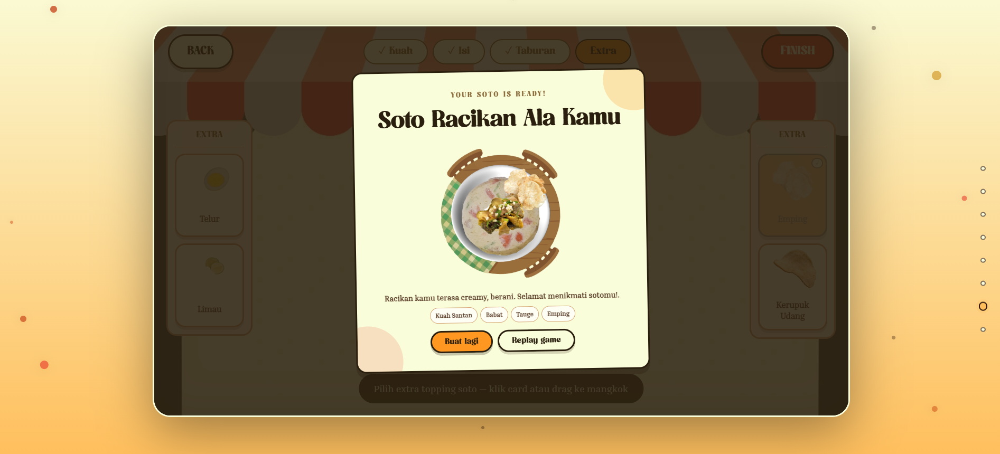 BACK
✓ Kuah
✓ Isi
✓ Taburan
Extra
FINISH
YOUR SOTO IS READY!
Soto Racikan Ala Kamu
EXTRA
Telur
Limau
EXTRA
Emping
Kerupuk
Udang
Racikan kamu terasa creamy, berani. Selamat menikmati sotomu!.
Kuah Santan
Babat
Tauge
Emping
Buat lagi
Replay game
Pilih extra topping soto — klik card atau drag ke mangkok